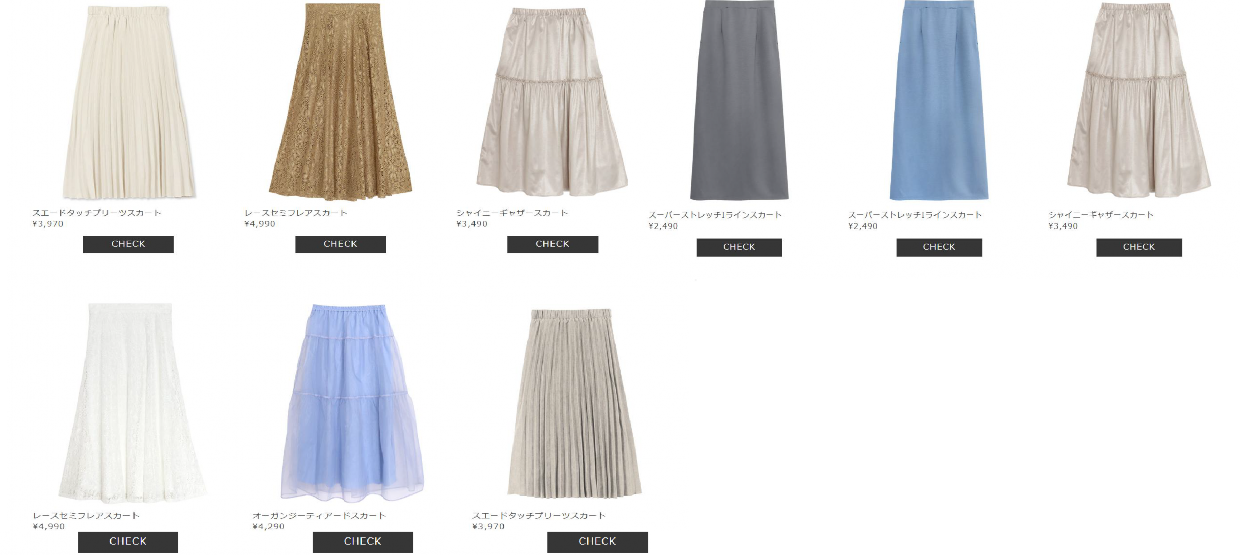 スエードタッチプリーツスカート
¥3,970
CHECK
レースセミフレアスカート
¥4,990
CHECK
シャイニーギャザースカート
¥3,490
CHECK
スーパーストレッチIラインスカート
¥2,490
CHECK
スーパーストレッチIラインスカート
¥2,490
CHECK
シャイニーギャザースカート
¥3,490
CHECK
レースセミフレアスカート
¥4,990
CHECK
オーガンジーティアードスカート
¥4,290
CHECK
スエードタッチプリーツスカート
¥3,970
CHECK